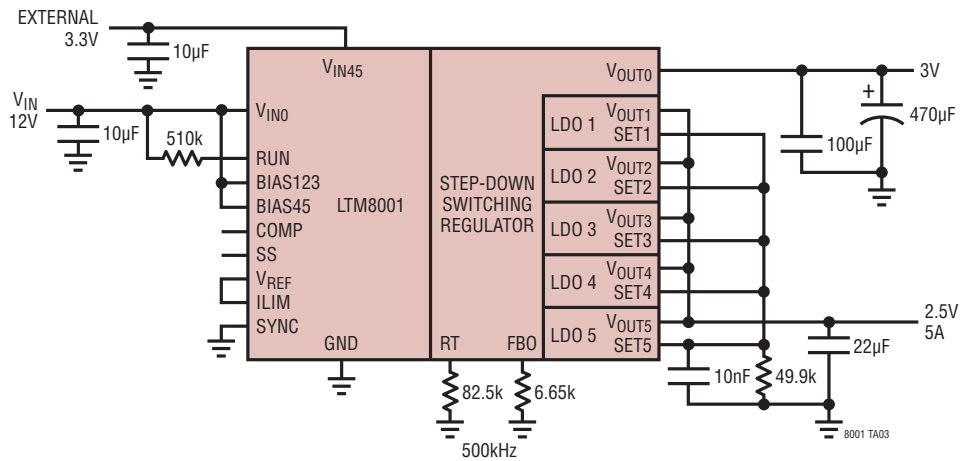 EXTERNAL
3.3V
10µF
VIN
12V
10µF
510k
VIN45
VIN0
RUN
BIAS123
BIAS45
COMP
SS
VREF
ILIM
SYNC
GND
LTM8001
STEP-DOWN
SWITCHING
REGULATOR
RT
FBO
VOUT0
LDO 1
VOUT1
SET1
LDO 2
VOUT2
SET2
LDO 3
VOUT3
SET3
LDO 4
VOUT4
SET4
LDO 5
VOUT5
SET5
3V
+
470µF
100µF
2.5V
5A
22µF
10nF
49.9k
82.5k
6.65k
500kHz
8001 TA03